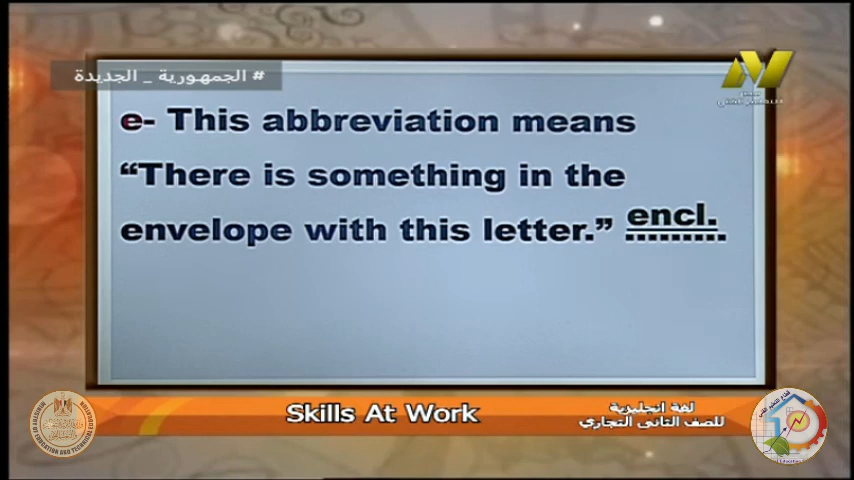 # الجمهورية _ الجديدة
e- This abbreviation means
“There is something in the
envelope with this letter.” encl.
Skills At Work
لغة انجليزية
للصف الثانى التجاري